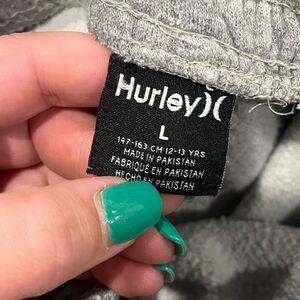 Hurley)(
L
147-163 CM 12-13 YRS
MADE IN PAKISTAN
FABRIQUÉ EN PAKISTAN
HECHO EN PAKISTAN